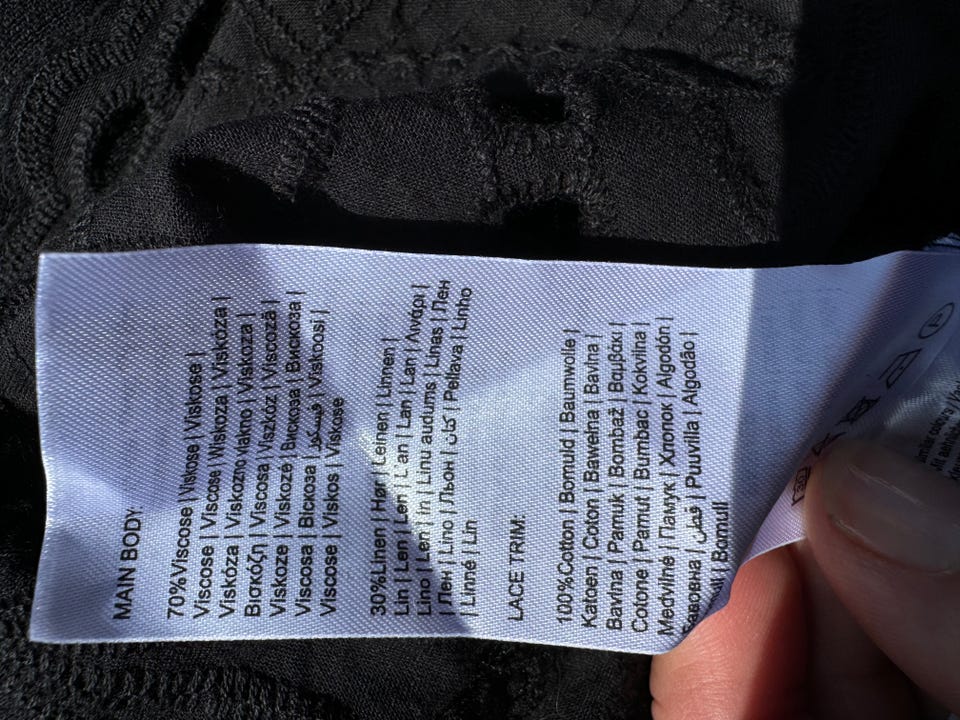 MAIN BODY:
70%Viscose | Viskose | Viskose |
Viscose | Viscose | Wiskoza | Viskóza |
Viskóza | Viskozno vlakno | Viskoza |
Βισκόζη | Viscosa | Viszkóz | Viscoză |
Viskoze | Viskozė | Вискоза | Вискоза
Viscosa | Віскоза | فيسكوز | Viskoosi |
Viscose | Viskos | Viskose
30%Linen | Hør | Leinen | Linnen |
Lin | Len | Ľan | Lan | Lan | Λινάρι |
Lino | Len | In | Linu audums | Linas | Лен
| Лен | Lino | Льон | كتان | Pellava | Linho
| Linné | Lin
LACE TRIM:
100%Cotton | Bomuld | Baumwolle |
Katoen | Coton | Bawełna | Bavlna |
Bavlna | Pamuk | Bombaž | Βαμβάκι |
Cotone | Pamut | Bumbac | Kokvilna |
Medvilnė | Памук | Хлопок | Algodón |
Бавовна | قطن | Puuvilla | Algodão |
| Bomull